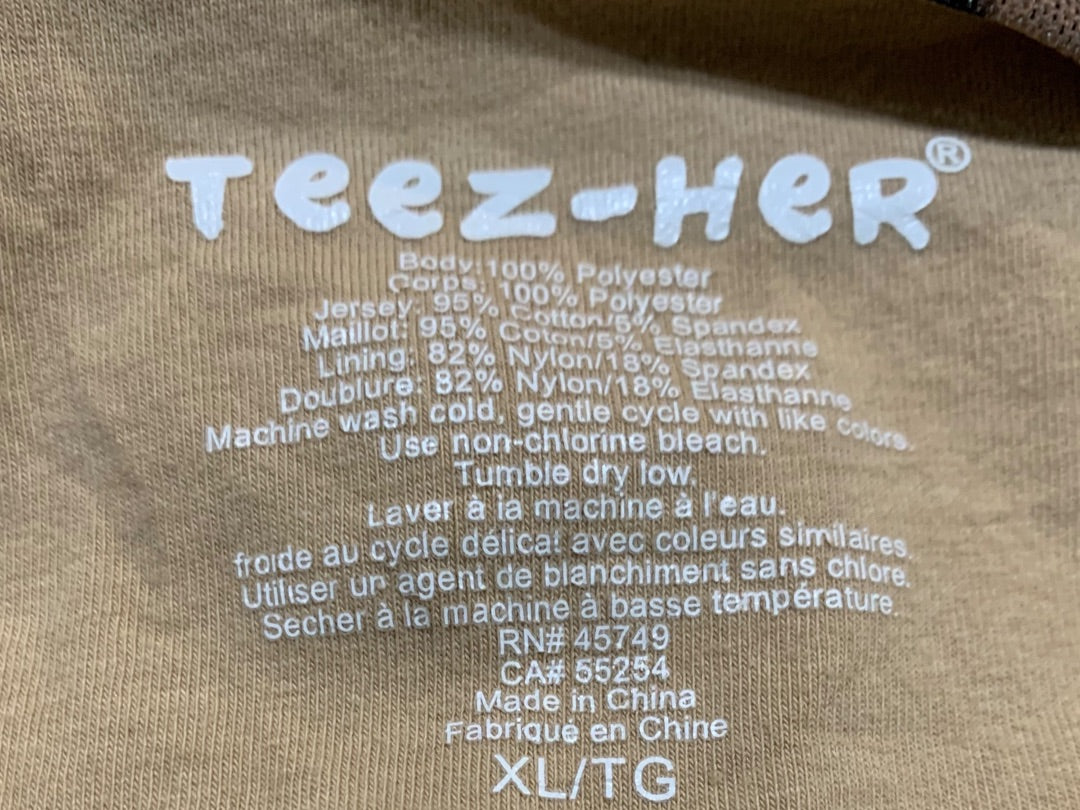 Teez-Her®
Body:100% Polyester
Corps: 100% Polyester
Jersey: 95% Cotton/5% Spandex
Maillot: 95% Coton/5% Elasthanne
Lining: 82% Nylon/18% Spandex
Doublure: 82% Nylon/18% Elasthanne
Machine wash cold, gentle cycle with like colors.
Use non-chlorine bleach.
Tumble dry low.
Laver à la machine à l'eau.
froide au cycle délicat avec coleurs similaires.
Utiliser un agent de blanchiment sans chlore.
Secher à la machine à basse température.
RN# 45749
CA# 55254
Made in China
Fabriqué en Chine
XL/TG